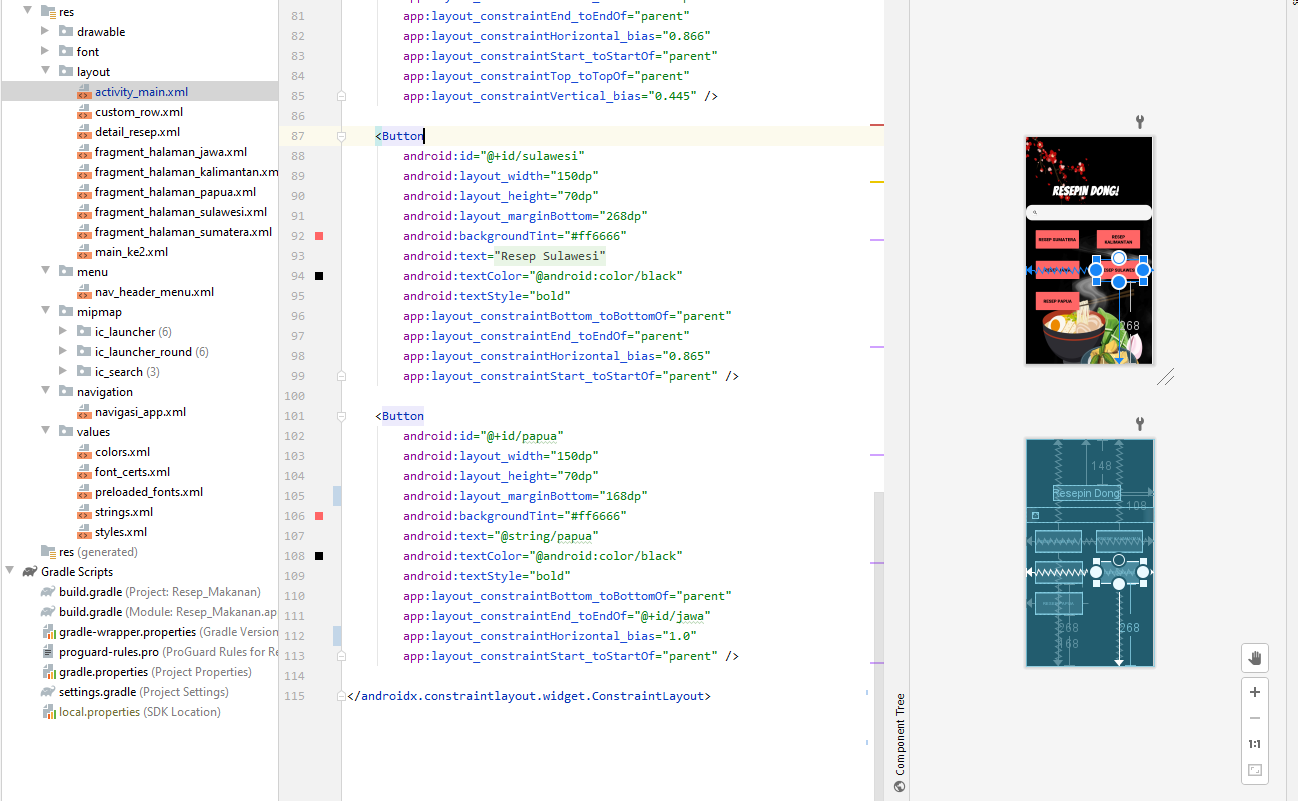 res
drawable
font
layout
activity_main.xml
custom_row.xml
detail_resep.xml
fragment_halaman_jawa.xml
fragment_halaman_kalimantan.xm
fragment_halaman_papua.xml
fragment_halaman_sulawesi.xml
fragment_halaman_sumatera.xml
main_ke2.xml
menu
nav_header_menu.xml
mipmap
ic_launcher (6)
ic_launcher_round (6)
ic_search (3)
navigation
navigasi_app.xml
values
colors.xml
font_certs.xml
preloaded_fonts.xml
strings.xml
styles.xml
res (generated)
Gradle Scripts
build.gradle (Project: Resep_Makanan)
build.gradle (Module: Resep_Makanan.ap
gradle-wrapper.properties (Gradle Version
proguard-rules.pro (ProGuard Rules for Re
gradle.properties (Project Properties)
settings.gradle (Project Settings)
local.properties (SDK Location)
81 app:layout_constraintEnd_toEndOf="parent"
82 app:layout_constraintHorizontal_bias="0.866"
83 app:layout_constraintStart_toStartOf="parent"
84 app:layout_constraintTop_toTopOf="parent"
85 app:layout_constraintVertical_bias="0.445" />
86
87 <Button
88 android:id="@+id/sulawesi"
89 android:layout_width="150dp"
90 android:layout_height="70dp"
91 android:layout_marginBottom="268dp"
92 android:backgroundTint="#ff6666"
93 android:text="Resep Sulawesi"
94 android:textColor="@android:color/black"
95 android:textStyle="bold"
96 app:layout_constraintBottom_toBottomOf="parent"
97 app:layout_constraintEnd_toEndOf="parent"
98 app:layout_constraintHorizontal_bias="0.865"
99 app:layout_constraintStart_toStartOf="parent" />
100
101 <Button
102 android:id="@+id/papua"
103 android:layout_width="150dp"
104 android:layout_height="70dp"
105 android:layout_marginBottom="168dp"
106 android:backgroundTint="#ff6666"
107 android:text="@string/papua"
108 android:textColor="@android:color/black"
109 android:textStyle="bold"
110 app:layout_constraintBottom_toBottomOf="parent"
111 app:layout_constraintEnd_toEndOf="@+id/jawa"
112 app:layout_constraintHorizontal_bias="1.0"
113 app:layout_constraintStart_toStartOf="parent" />
114
115 </androidx.constraintlayout.widget.ConstraintLayout>
Component Tree
RESEPIN DONG!
RESEP SUMATERA
RESEP
KALIMANTAN
RESEP PAPUA
268
148
Resepin Dong
108
268
268
168
1:1